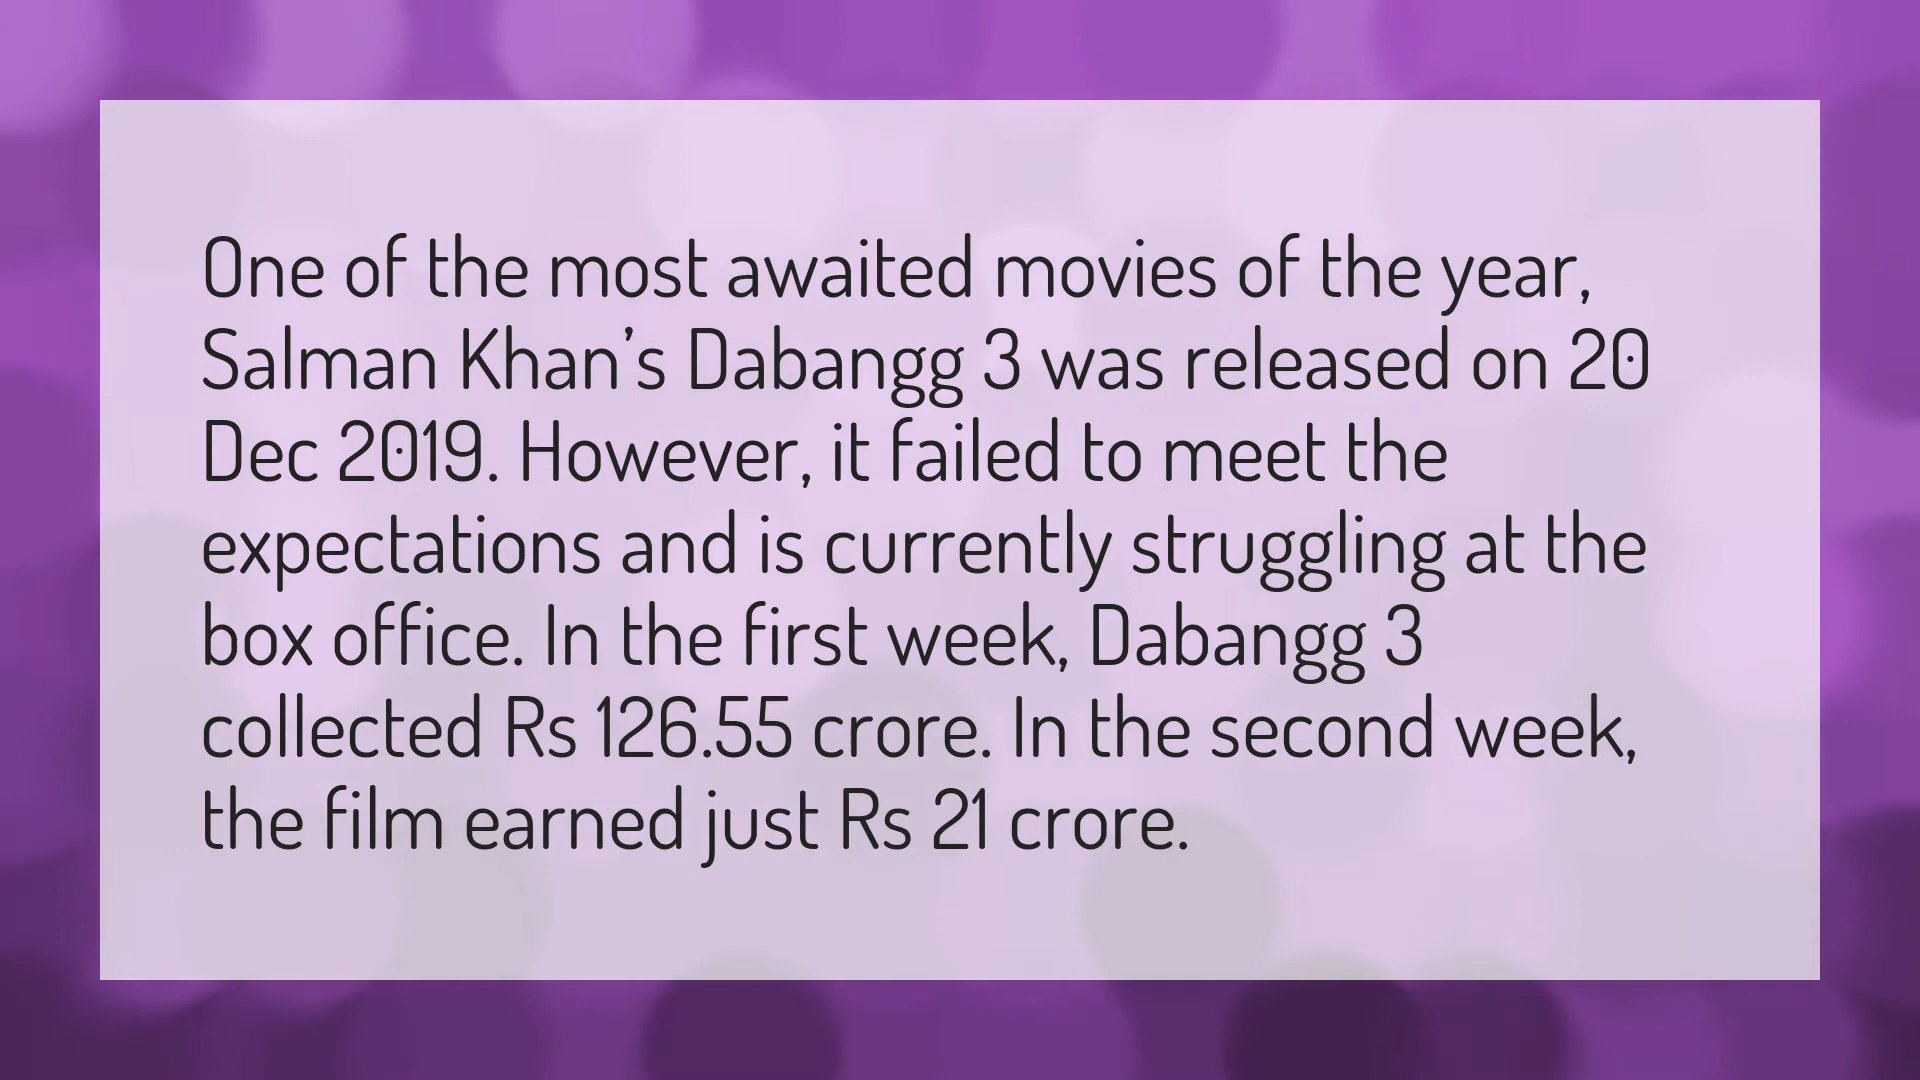 One of the most awaited movies of the year,
Salman Khan’s Dabangg 3 was released on 20
Dec 2019. However, it failed to meet the
expectations and is currently struggling at the
box office. In the first week, Dabangg 3
collected Rs 126.55 crore. In the second week,
the film earned just Rs 21 crore.